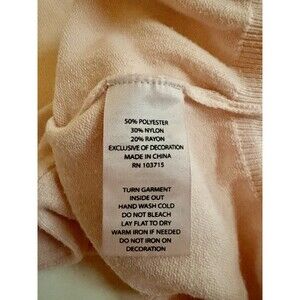 50% POLYESTER
30% NYLON
20% RAYON
EXCLUSIVE OF DECORATION
MADE IN CHINA
RN 103715
TURN GARMENT
INSIDE OUT
HAND WASH COLD
DO NOT BLEACH
LAY FLAT TO DRY
WARM IRON IF NEEDED
DO NOT IRON ON
DECORATION